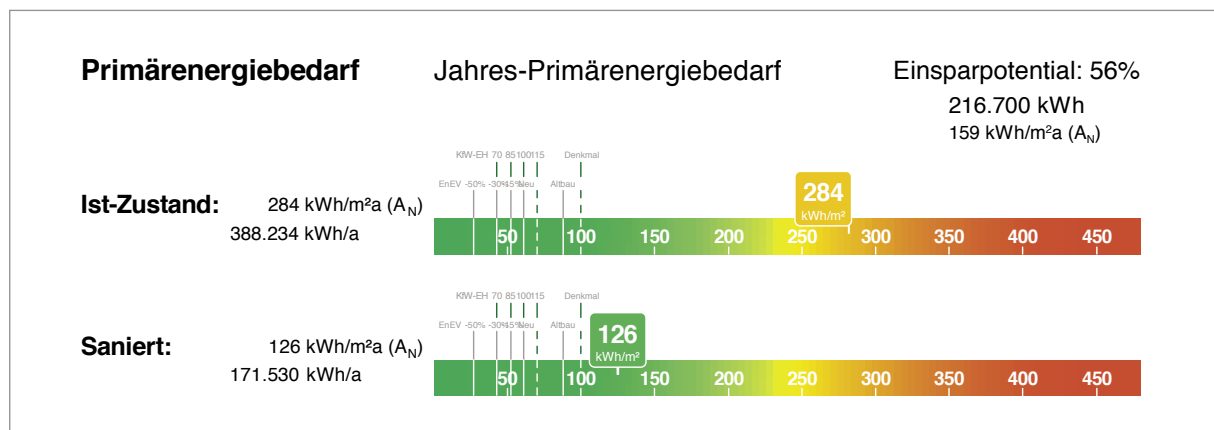 Primärenergiebedarf
Jahres-Primärenergiebedarf
Einsparpotential: 56%
216.700 kWh
159 kWh/m²a (A_N)
KfW-EH 70 85 100 115 Denkmal
EnEV -50% -30% -15% Neu Altbau
Ist-Zustand:
284 kWh/m²a (A_N)
388.234 kWh/a
284
kWh/m²
50 100 150 200 250 300 350 400 450
KfW-EH 70 85 100 115 Denkmal
EnEV -50% -30% -15% Neu Altbau
Saniert:
126 kWh/m²a (A_N)
171.530 kWh/a
126
kWh/m²
50 100 150 200 250 300 350 400 450